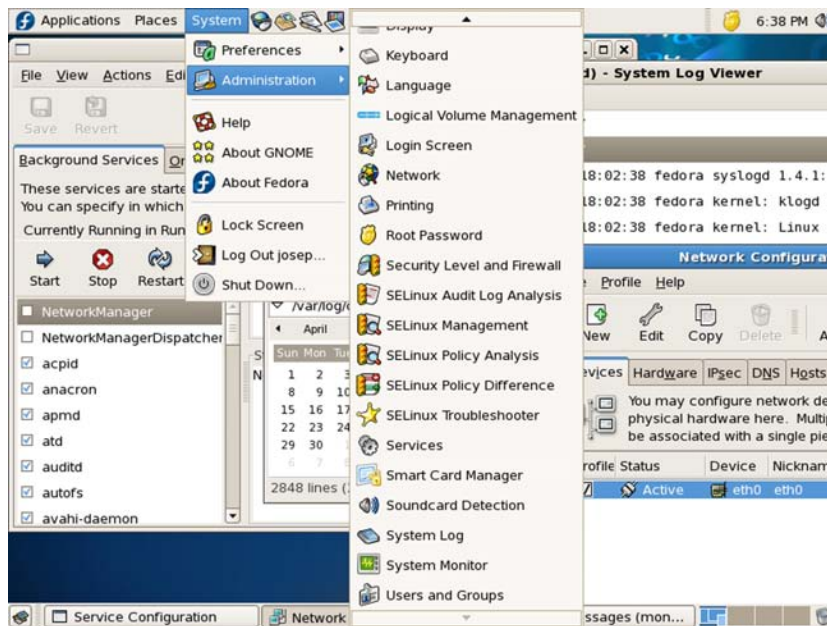 Applications Places System 6:38 PM
Preferences
Administration
Help
About GNOME
About Fedora
Lock Screen
Log Out josep...
Shut Down...
Display
Keyboard
Language
Logical Volume Management
Login Screen
Network
Printing
Root Password
Security Level and Firewall
SELinux Audit Log Analysis
SELinux Management
SELinux Policy Analysis
SELinux Policy Difference
SELinux Troubleshooter
Services
Smart Card Manager
Soundcard Detection
System Log
System Monitor
Users and Groups
File View Actions Edi
Save Revert
Background Services
These services are starte
You can specify in which
Currently Running in Run
Start Stop Restart
NetworkManager
NetworkManagerDispatcher
acpid
anacron
apmd
atd
auditd
autofs
avahi-daemon
/var/log/
April
Sun Mon Tue
1 2 3
8 9 10
15 16 17
22 23 24
29 30
6 7
2848 lines (
) - System Log Viewer
18:02:38 fedora syslogd 1.4.1:
18:02:38 fedora kernel: klogd
18:02:38 fedora kernel: Linux
Network Configura
Profile Help
New Edit Copy Delete
Devices Hardware IPsec DNS Hosts
You may configure network de
physical hardware here. Multip
be associated with a single pie
Profile Status Device Nicknam
Active eth0 eth0
Service Configuration Network ssages (mon...